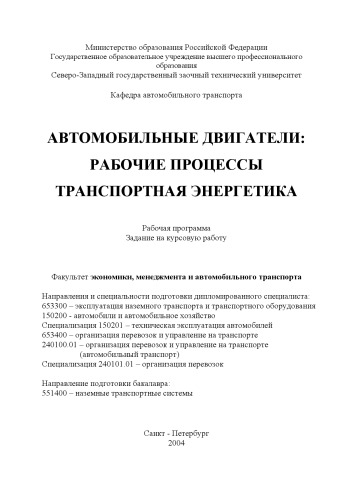 Министерство образования Российской Федерации
Государственное образовательное учреждение высшего профессионального
образования
Северо-Западный государственный заочный технический университет
Кафедра автомобильного транспорта
АВТОМОБИЛЬНЫЕ ДВИГАТЕЛИ:
РАБОЧИЕ ПРОЦЕССЫ
ТРАНСПОРТНАЯ ЭНЕРГЕТИКА
Рабочая программа
Задание на курсовую работу
Факультет экономики, менеджмента и автомобильного транспорта
Направления и специальности подготовки дипломированного специалиста:
653300 – эксплуатация наземного транспорта и транспортного оборудования
150200 - автомобили и автомобильное хозяйство
Специализация 150201 – техническая эксплуатация автомобилей
653400 – организация перевозок и управление на транспорте
240100.01 – организация перевозок и управление на транспорте
(автомобильный транспорт)
Специализация 240101.01 – организация перевозок
Направление подготовки бакалавра:
551400 – наземные транспортные системы
Санкт - Петербург
2004